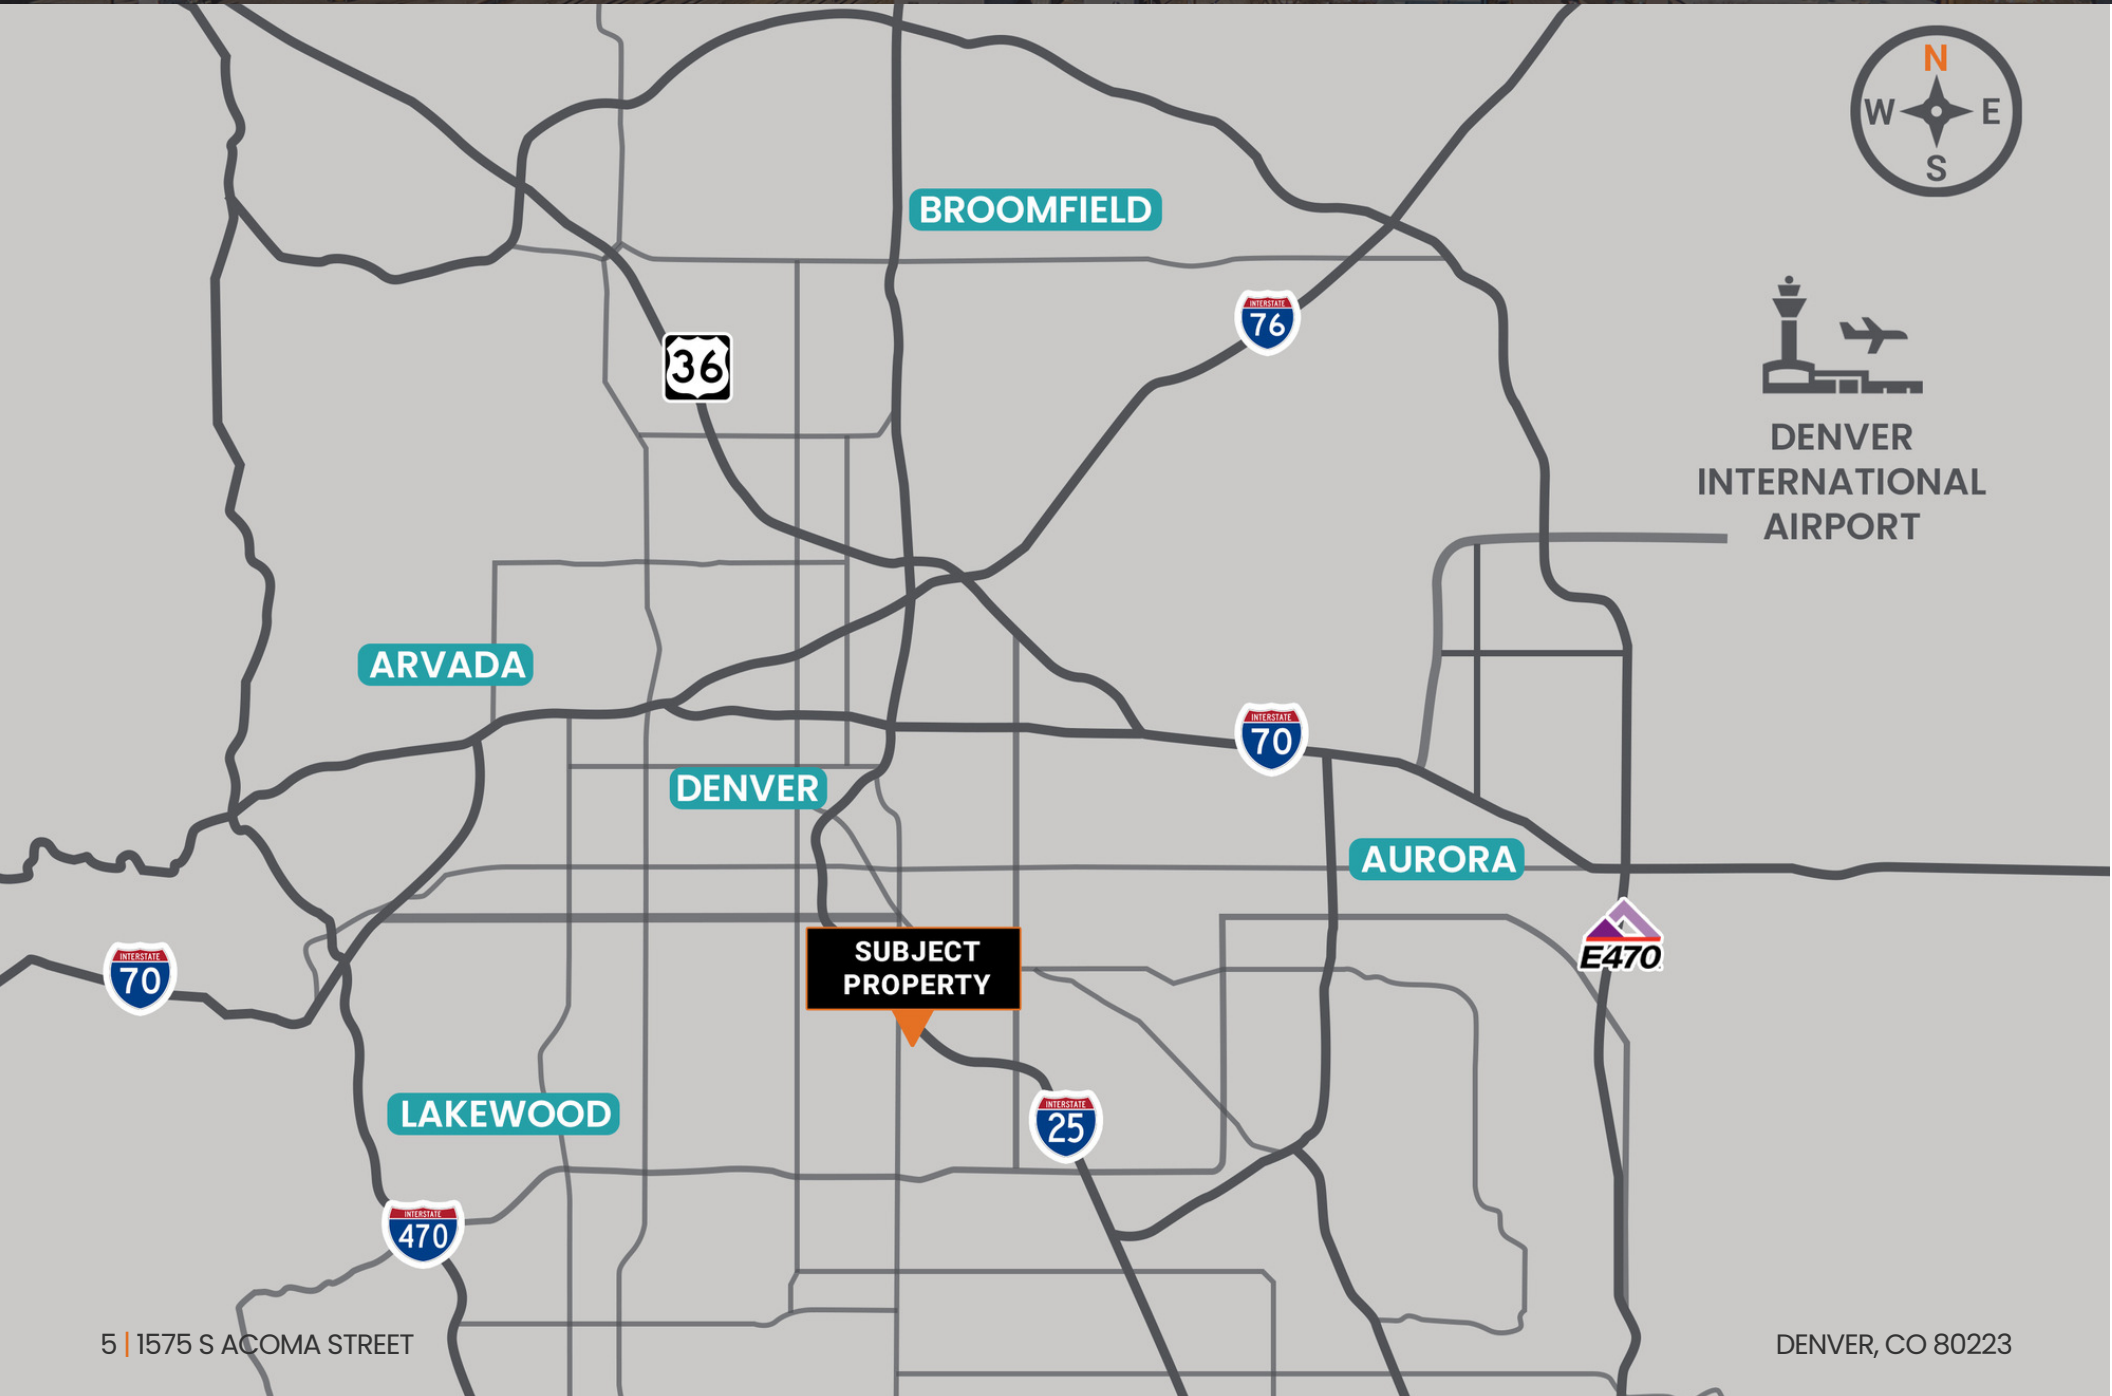 N
W E
S
BROOMFIELD
INTERSTATE
76
36
DENVER
INTERNATIONAL
AIRPORT
ARVADA
INTERSTATE
70
DENVER
AURORA
E470
SUBJECT
PROPERTY
INTERSTATE
70
INTERSTATE
25
LAKEWOOD
INTERSTATE
470
5 | 1575 S ACOMA STREET
DENVER, CO 80223